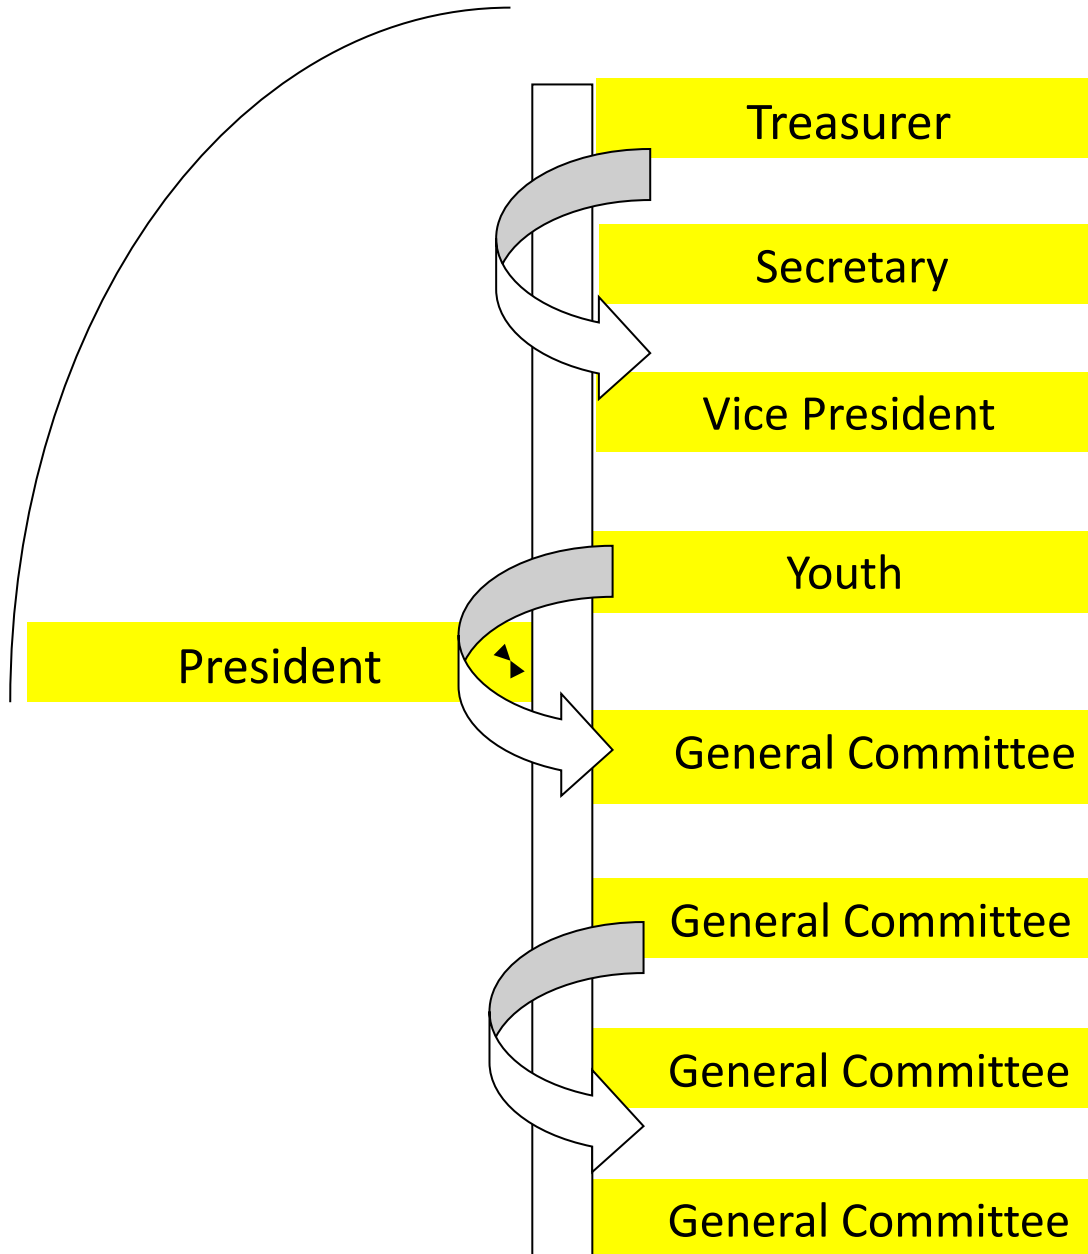 Treasurer
Secretary
Vice President
Youth
President
General Committee
General Committee
General Committee
General Committee